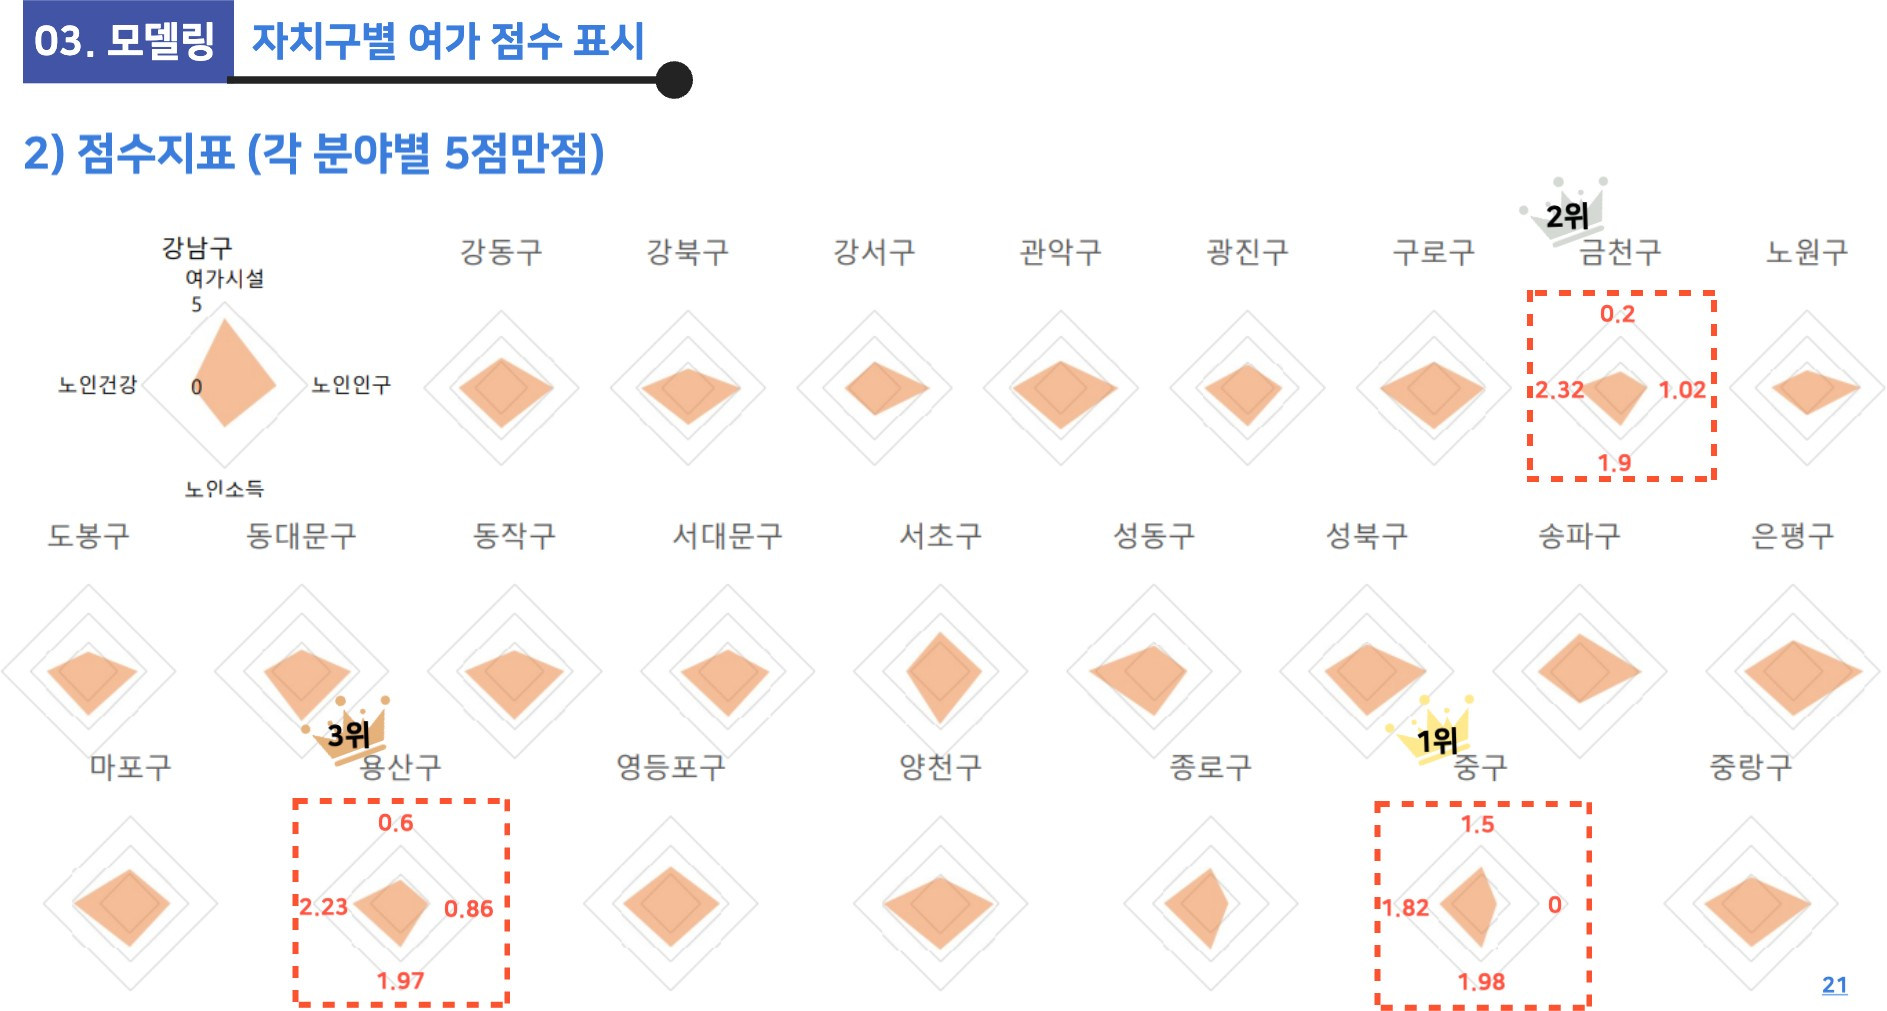 03. 모델링
자치구별 여가 점수 표시
2) 점수지표 (각 분야별 5점만점)
2위
강남구
강동구
강북구
강서구
관악구
광진구
구로구
금천구
노원구
여가시설
5
노인건강
0
노인인구
노인소득
0.2
2.32
1.02
1.9
도봉구
동대문구
동작구
서대문구
서초구
성동구
성북구
송파구
은평구
3위
1위
마포구
용산구
영등포구
양천구
종로구
중구
중랑구
0.6
2.23
0.86
1.97
1.5
1.82
0
1.98
21